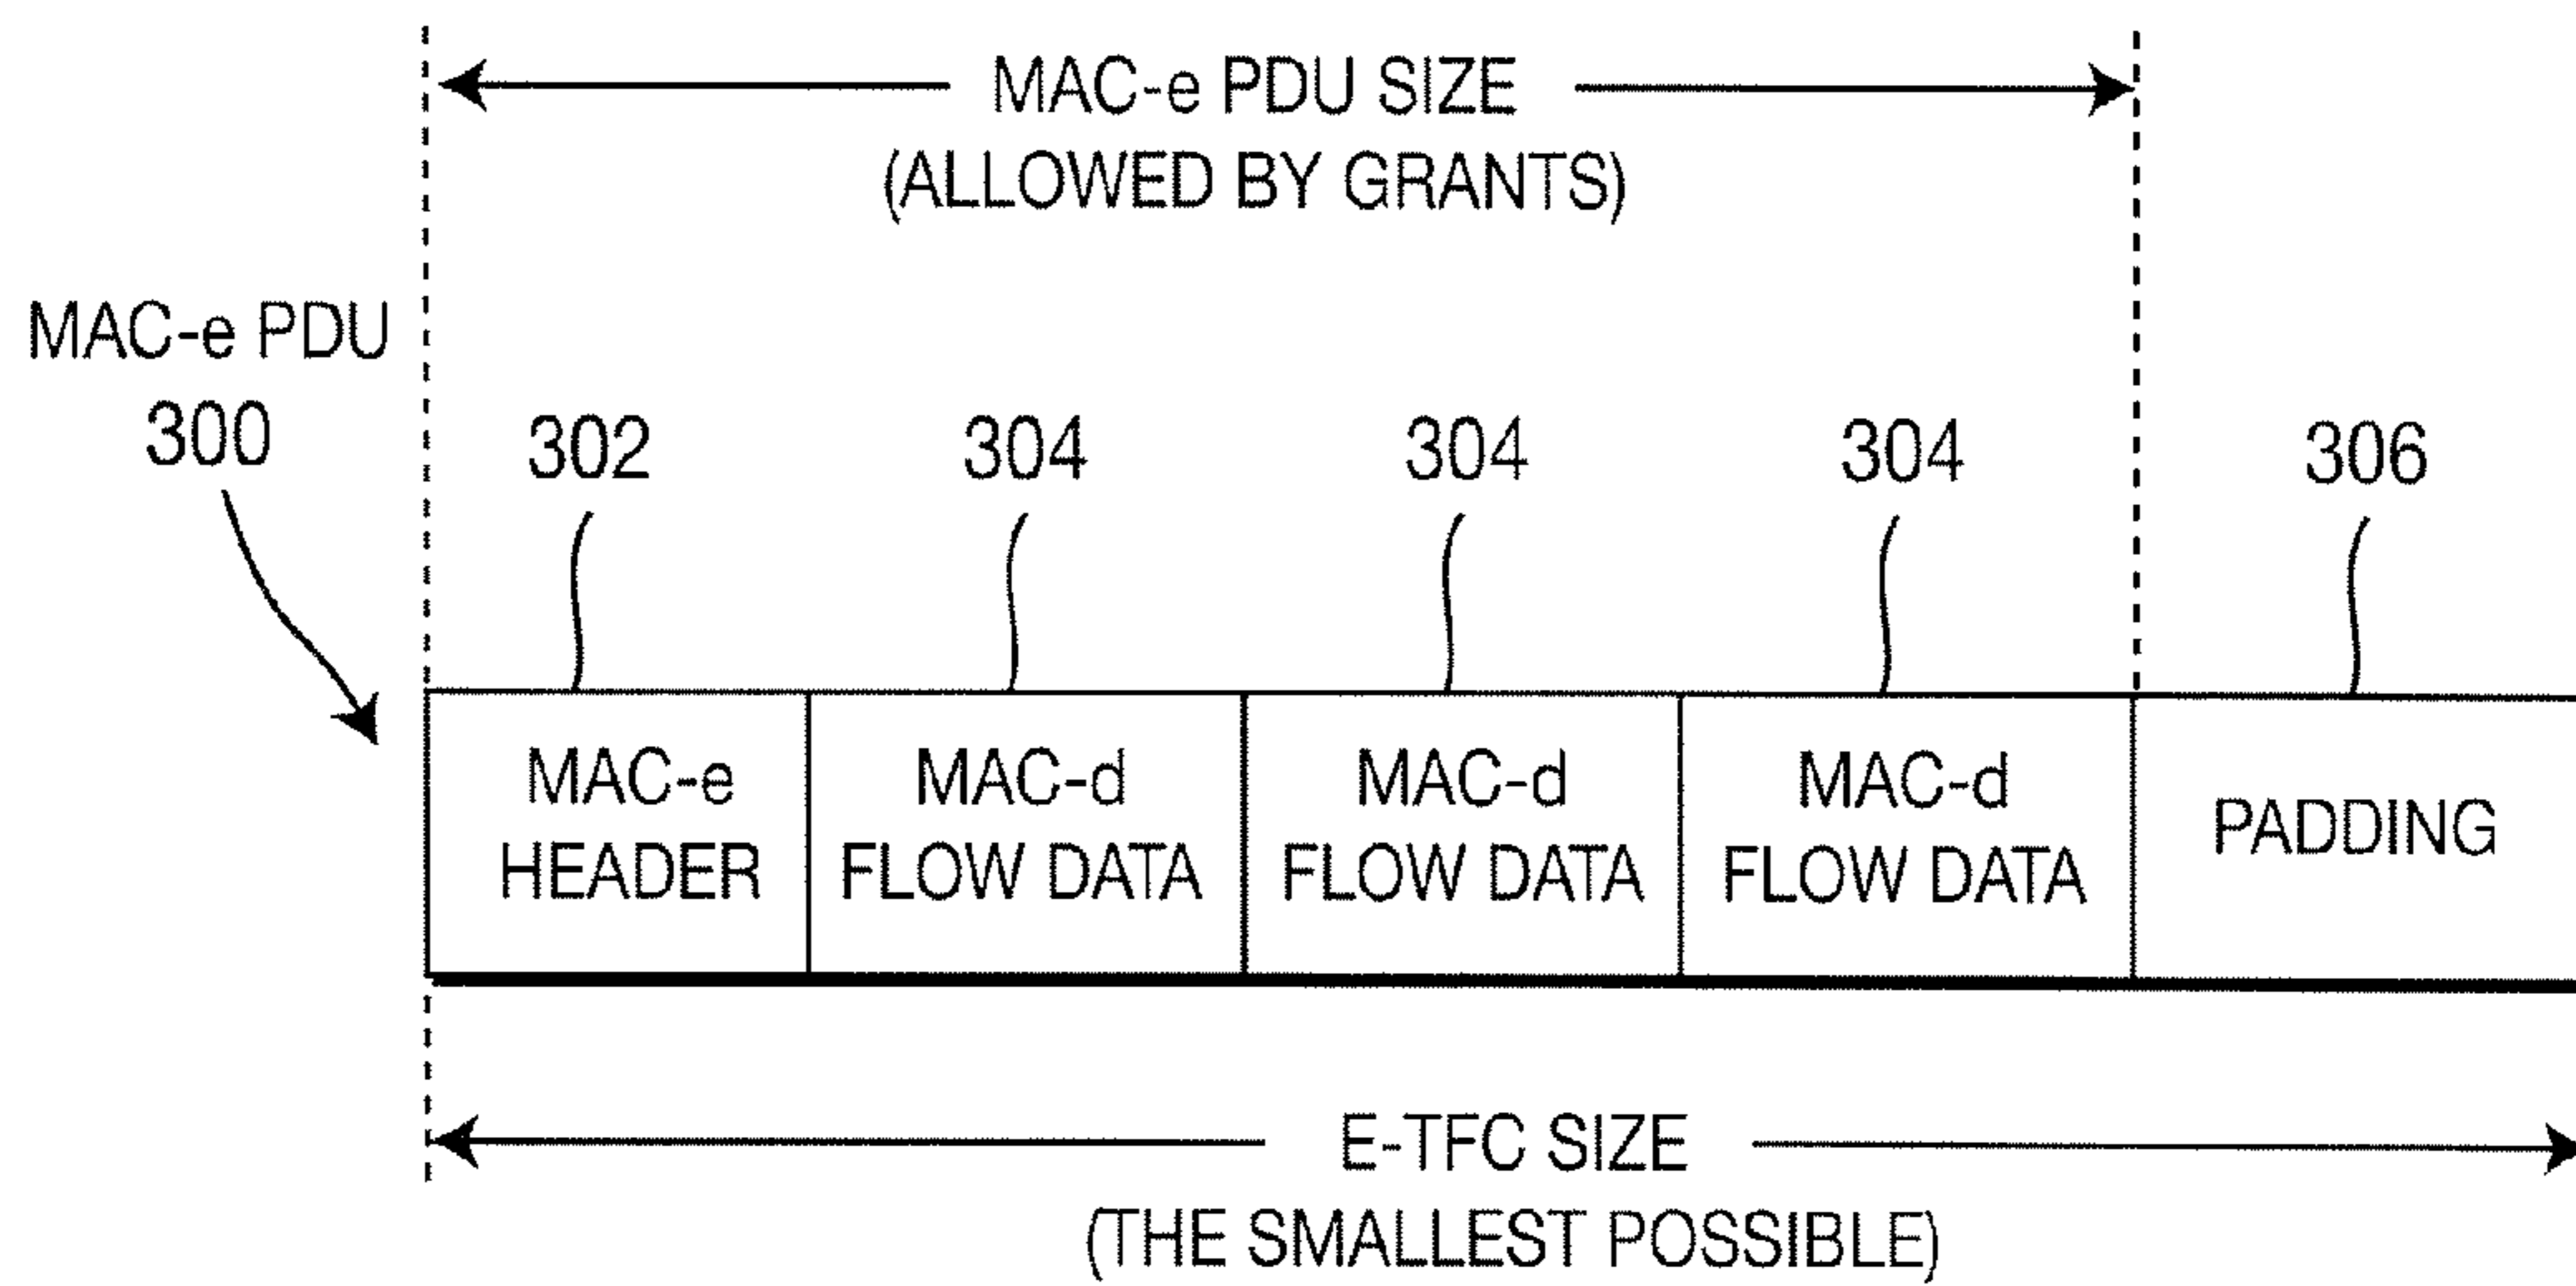 MAC-e PDU SIZE
(ALLOWED BY GRANTS)
MAC-e PDU
300
302
304
304
304
306
MAC-e
HEADER
MAC-d
FLOW DATA
MAC-d
FLOW DATA
MAC-d
FLOW DATA
PADDING
E-TFC SIZE
(THE SMALLEST POSSIBLE)